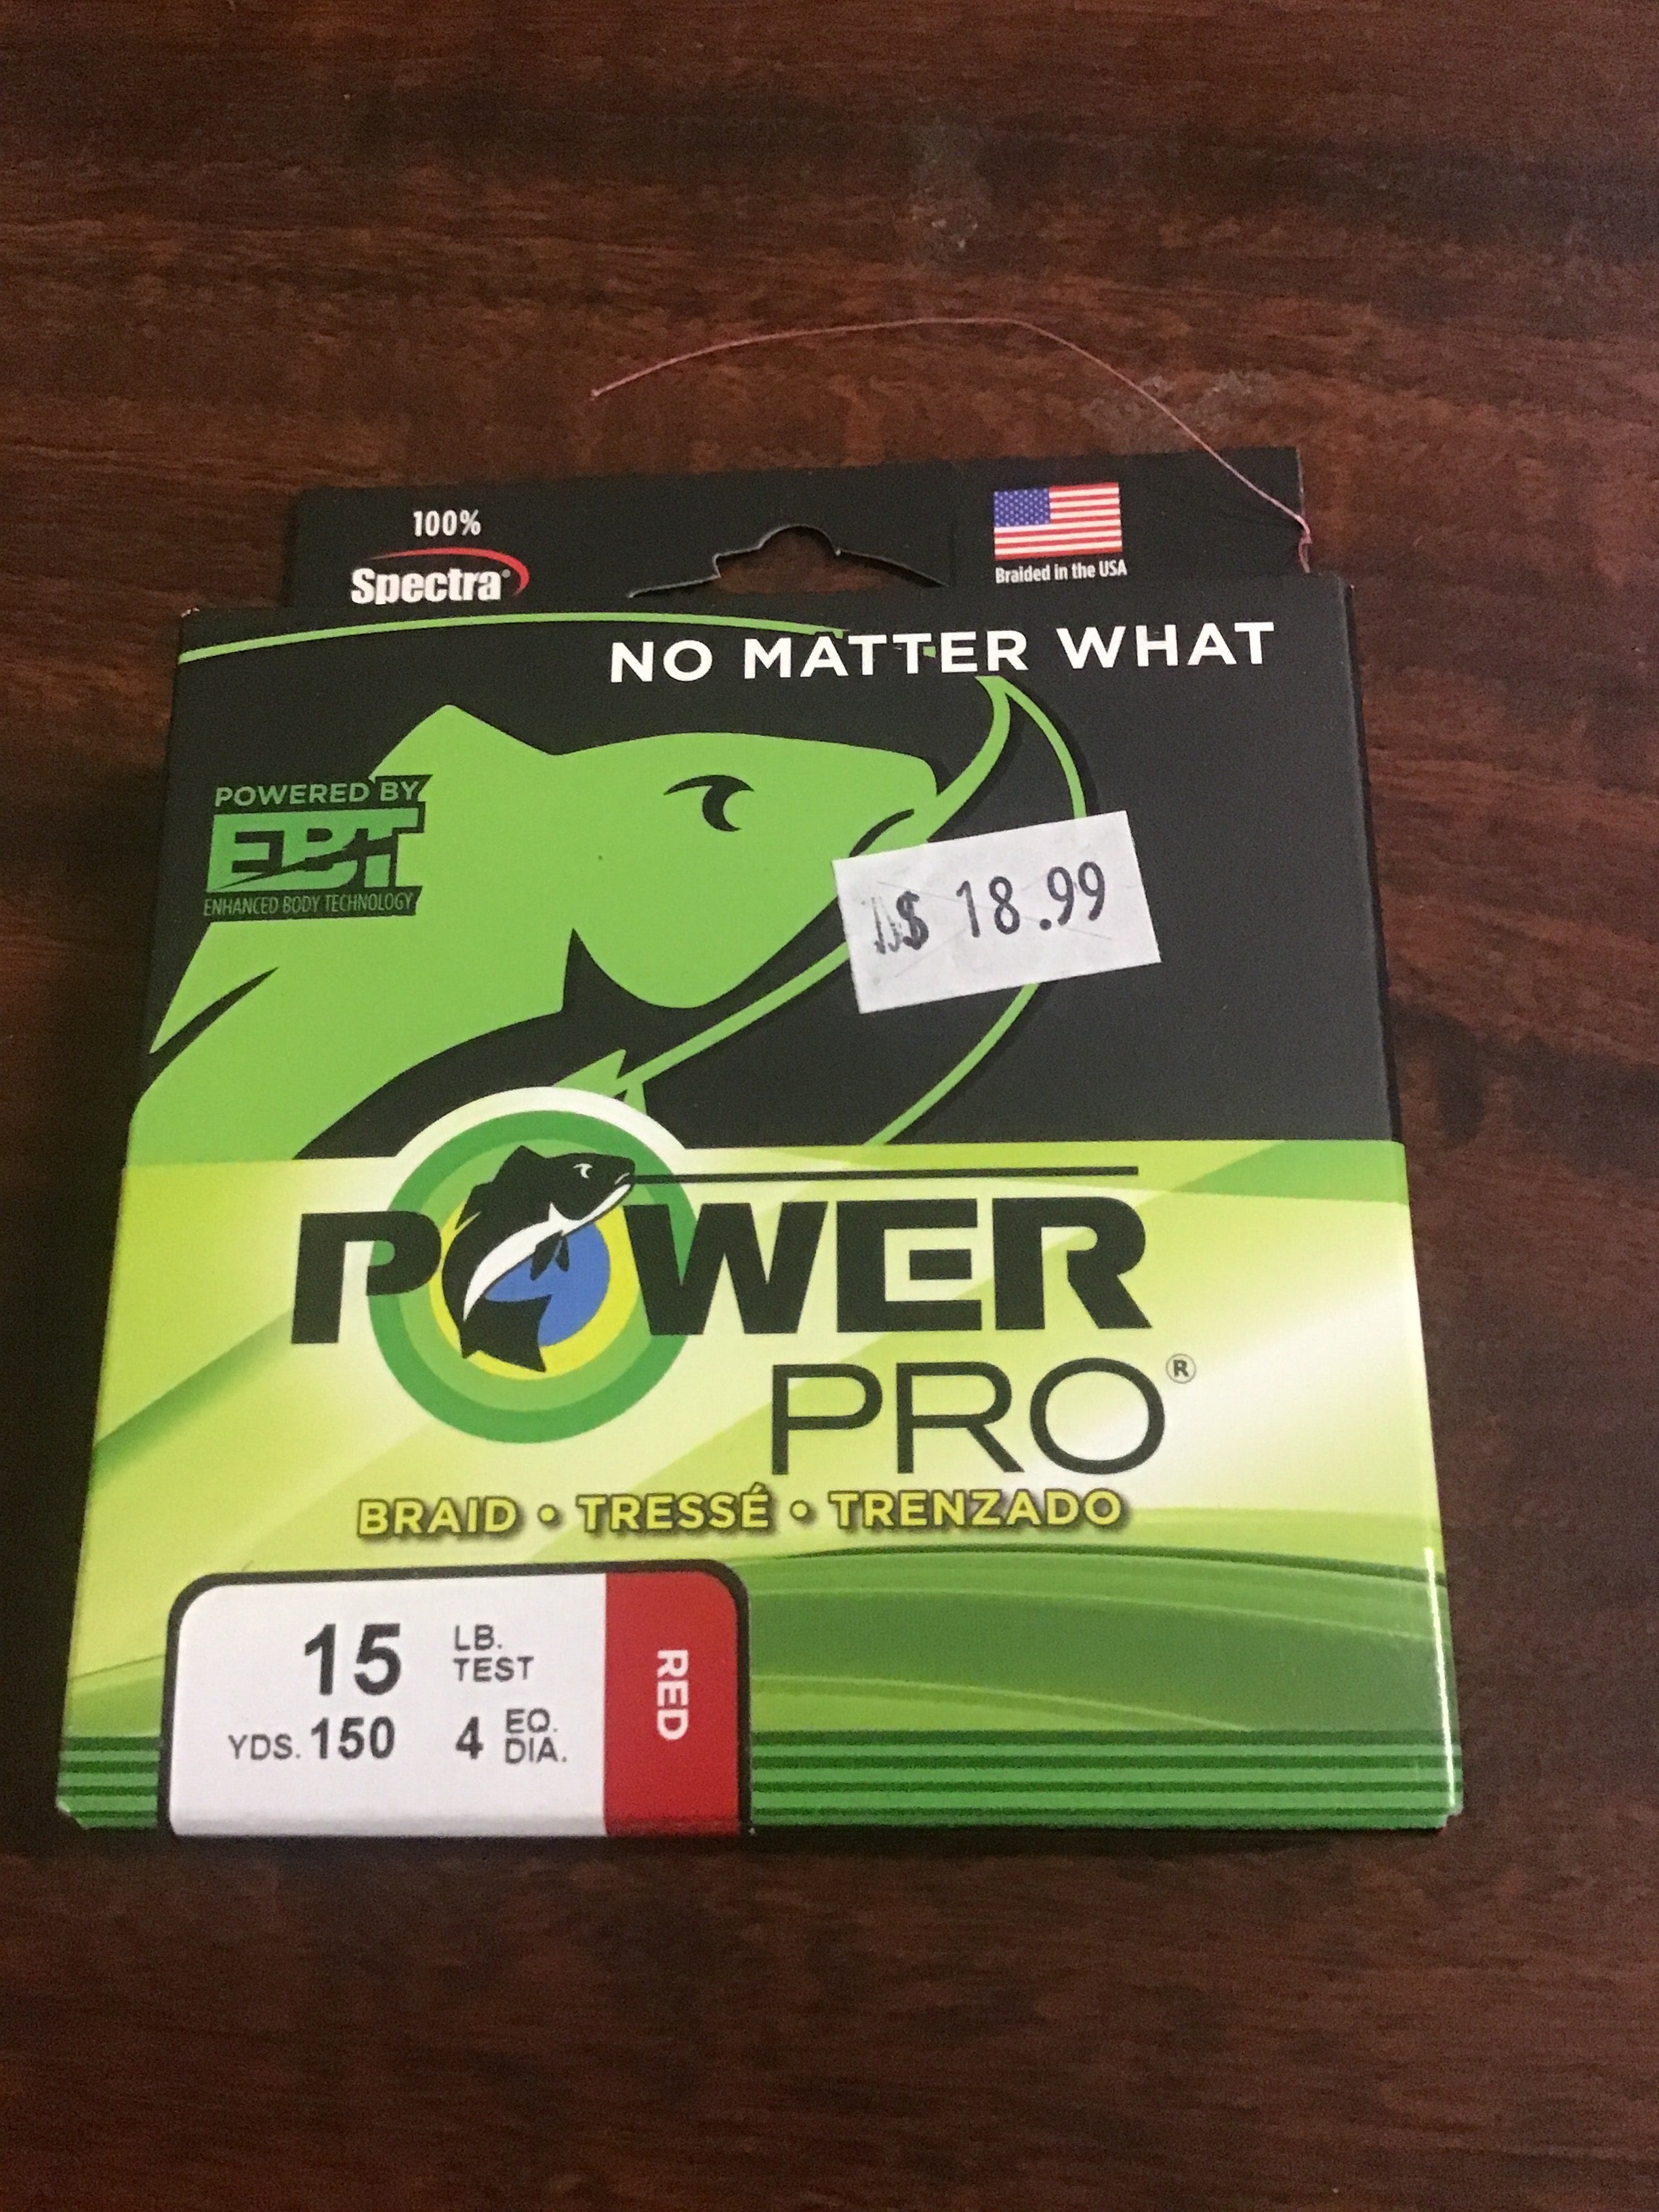 100%
Spectra®
Braided in the USA
NO MATTER WHAT
POWERED BY
EBT
ENHANCED BODY TECHNOLOGY
$ 18.99
POWER
PRO®
BRAID • TRESSÉ • TRENZADO
15 LB. TEST
YDS. 150 4 EQ. DIA.
RED